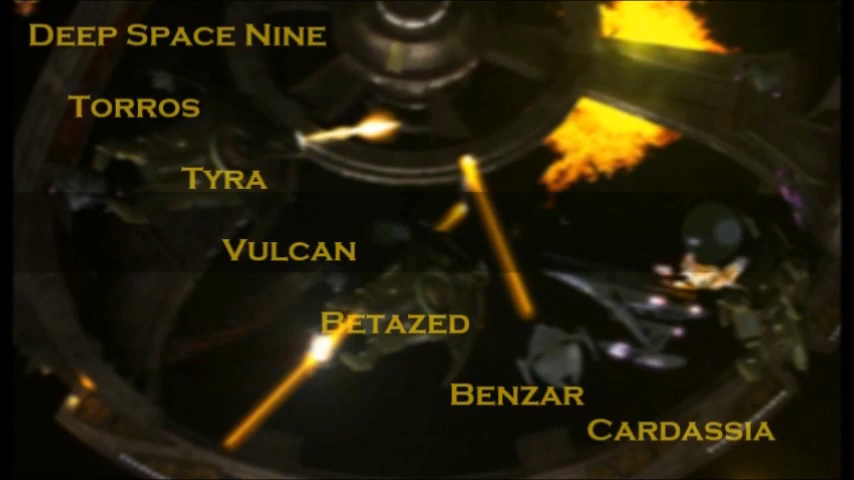 Deep Space Nine
Torros
Tyra
Vulcan
Betazed
Benzar
Cardassia